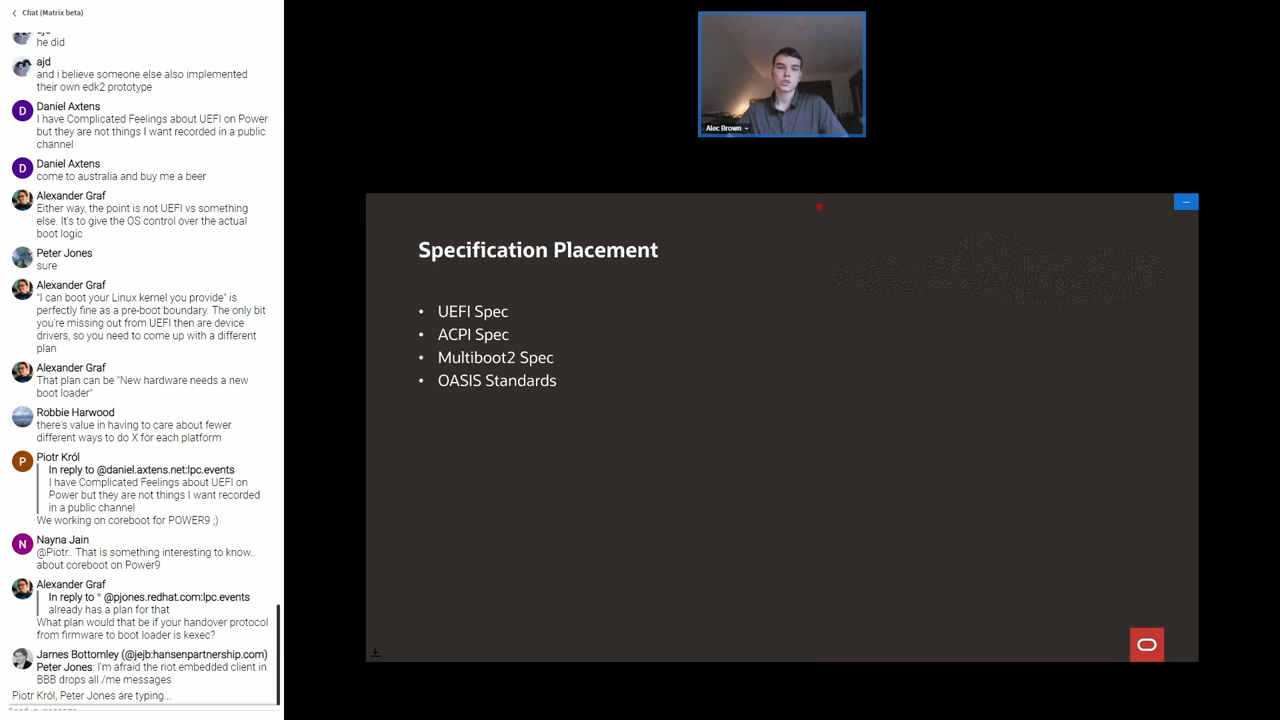 Chat (Matrix beta)
he did
ajd
and i believe someone else also implemented
their own edk2 prototype
D
Daniel Axtens
I have Complicated Feelings about UEFI on Power
but they are not things I want recorded in a public
channel
D
Daniel Axtens
come to australia and buy me a beer
Alexander Graf
Either way, the point is not UEFI vs something
else. It's to give the OS control over the actual
boot logic
Peter Jones
sure
Alexander Graf
"I can boot your Linux kernel you provide" is
perfectly fine as a pre-boot boundary. The only bit
you're missing out from UEFI then are device
drivers, so you need to come up with a different
plan
Alexander Graf
That plan can be "New hardware needs a new
boot loader"
Robbie Harwood
there's value in having to care about fewer
different ways to do X for each platform
P
Piotr Król
In reply to @daniel.axtens.net:lpc.events
I have Complicated Feelings about UEFI on
Power but they are not things I want recorded
in a public channel
We working on coreboot for POWER9 ;)
N
Nayna Jain
@Piotr.. That is something interesting to know..
about coreboot on Power9
Alexander Graf
In reply to * @pjones.redhat.com:lpc.events
already has a plan for that
What plan would that be if your handover protocol
from firmware to boot loader is kexec?
James Bottomley (@jejb:hansenpartnership.com)
Peter Jones: I'm afraid the riot embedded client in
BBB drops all /me messages
Piotr Król, Peter Jones are typing...
Alec Brown
Specification Placement
• UEFI Spec
• ACPI Spec
• Multiboot2 Spec
• OASIS Standards